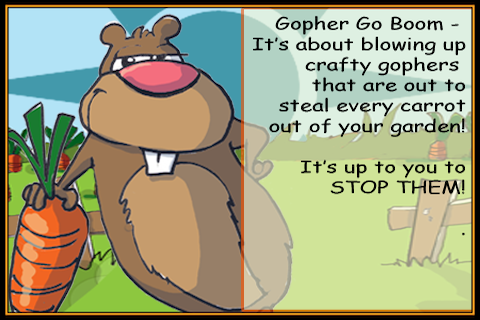 Gopher Go Boom -
It's about blowing up
crafty gophers
that are out to
steal every carrot
out of your garden!
It's up to you to
STOP THEM!
.